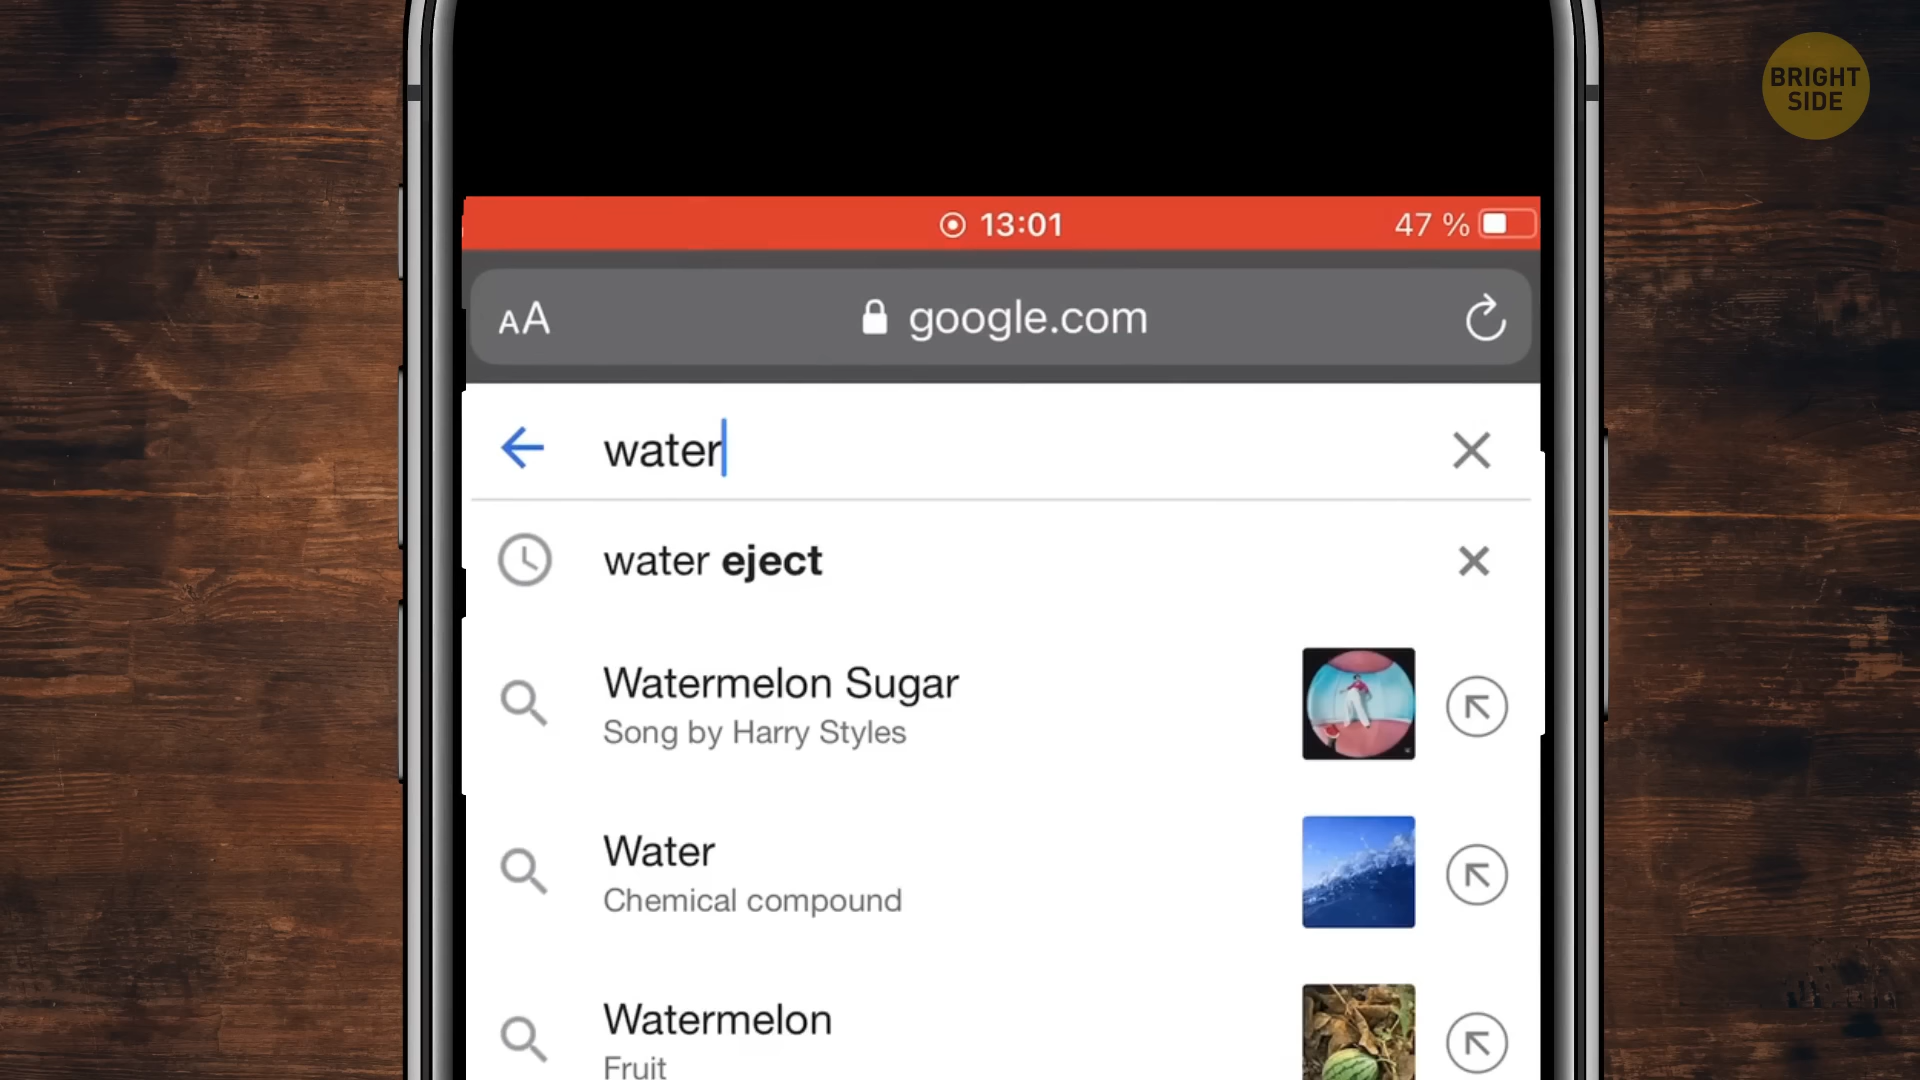 BRIGHT
SIDE
13:01
47 %
AA
google.com
water
water eject
Watermelon Sugar
Song by Harry Styles
Water
Chemical compound
Watermelon
Fruit